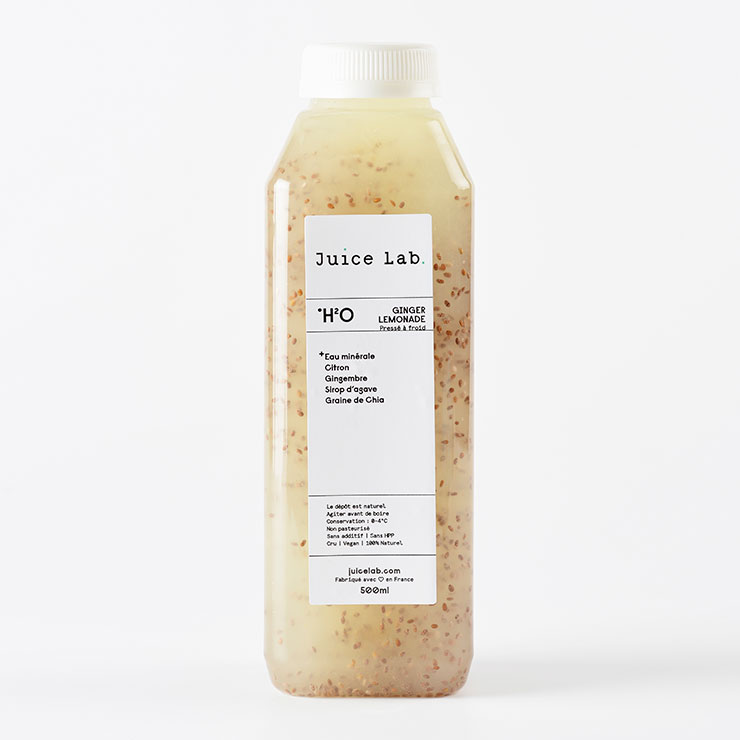 Juice Lab.
°H²O
GINGER
LEMONADE
Pressé à froid
+Eau minérale
Citron
Gingembre
Sirop d'agave
Graine de Chia
Le dépôt est naturel
Agiter avant de boire
Conservation : 0-4°C
Non pasteurisé
Sans additif | Sans HPP
Cru | Vegan | 100% Naturel
juicelab.com
Fabriqué avec ♡ en France
500ml